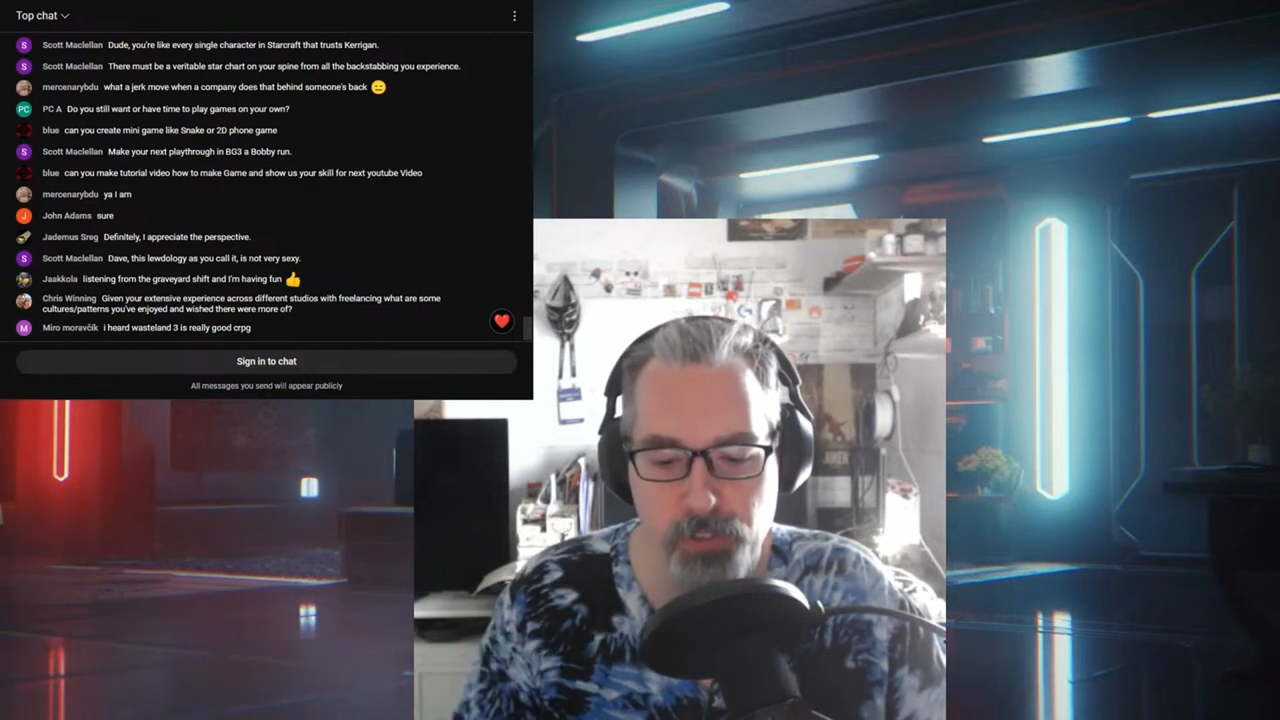 Top chat
Scott Maclellan Dude, you're like every single character in Starcraft that trusts Kerrigan.
Scott Maclellan There must be a veritable star chart on your spine from all the backstabbing you experience.
mercenarybdu what a jerk move when a company does that behind someone's back
PC A Do you still want or have time to play games on your own?
blue can you create mini game like Snake or 2D phone game
Scott Maclellan Make your next playthrough in BG3 a Bobby run.
blue can you make tutorial video how to make Game and show us your skill for next youtube Video
mercenarybdu ya I am
John Adams sure
Jademus Sreg Definitely, I appreciate the perspective.
Scott Maclellan Dave, this lewdology as you call it, is not very sexy.
Jaakkola listening from the graveyard shift and I'm having fun
Chris Winning Given your extensive experience across different studios with freelancing what are some
cultures/patterns you've enjoyed and wished there were more of?
Miro moravčík i heard wasteland 3 is really good crpg
Sign in to chat
All messages you send will appear publicly